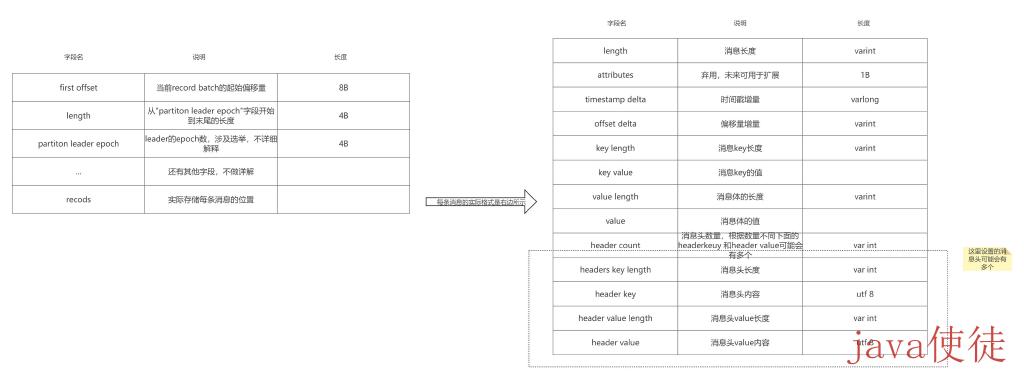 字段名 说明 长度
first offset 当前record batch的起始偏移量 8B
length 从"partiton leader epoch"字段开始
到末尾的长度 4B
partiton leader epoch leader的epoch数，涉及选举，不详细
解释 4B
... 还有其他字段，不做详解
recods 实际存储每条消息的位置
每条消息的实际格式是右边所示
字段名 说明 长度
length 消息长度 varint
attributes 弃用，未来可用于扩展 1B
timestamp delta 时间戳增量 varlong
offset delta 偏移量增量 varint
key length 消息key长度 varint
key value 消息key的值
value length 消息体的长度 varint
value 消息体的值
header count 消息头数量，根据数量不同下面的
headerkeuy 和header value可能会
有多个 var int
headers key length 消息头长度 var int
header key 消息头内容 utf 8
header value length 消息头value长度 var int
header value 消息头value内容 utf 8
这里设置的消
息头可能会有
多个
java使徒